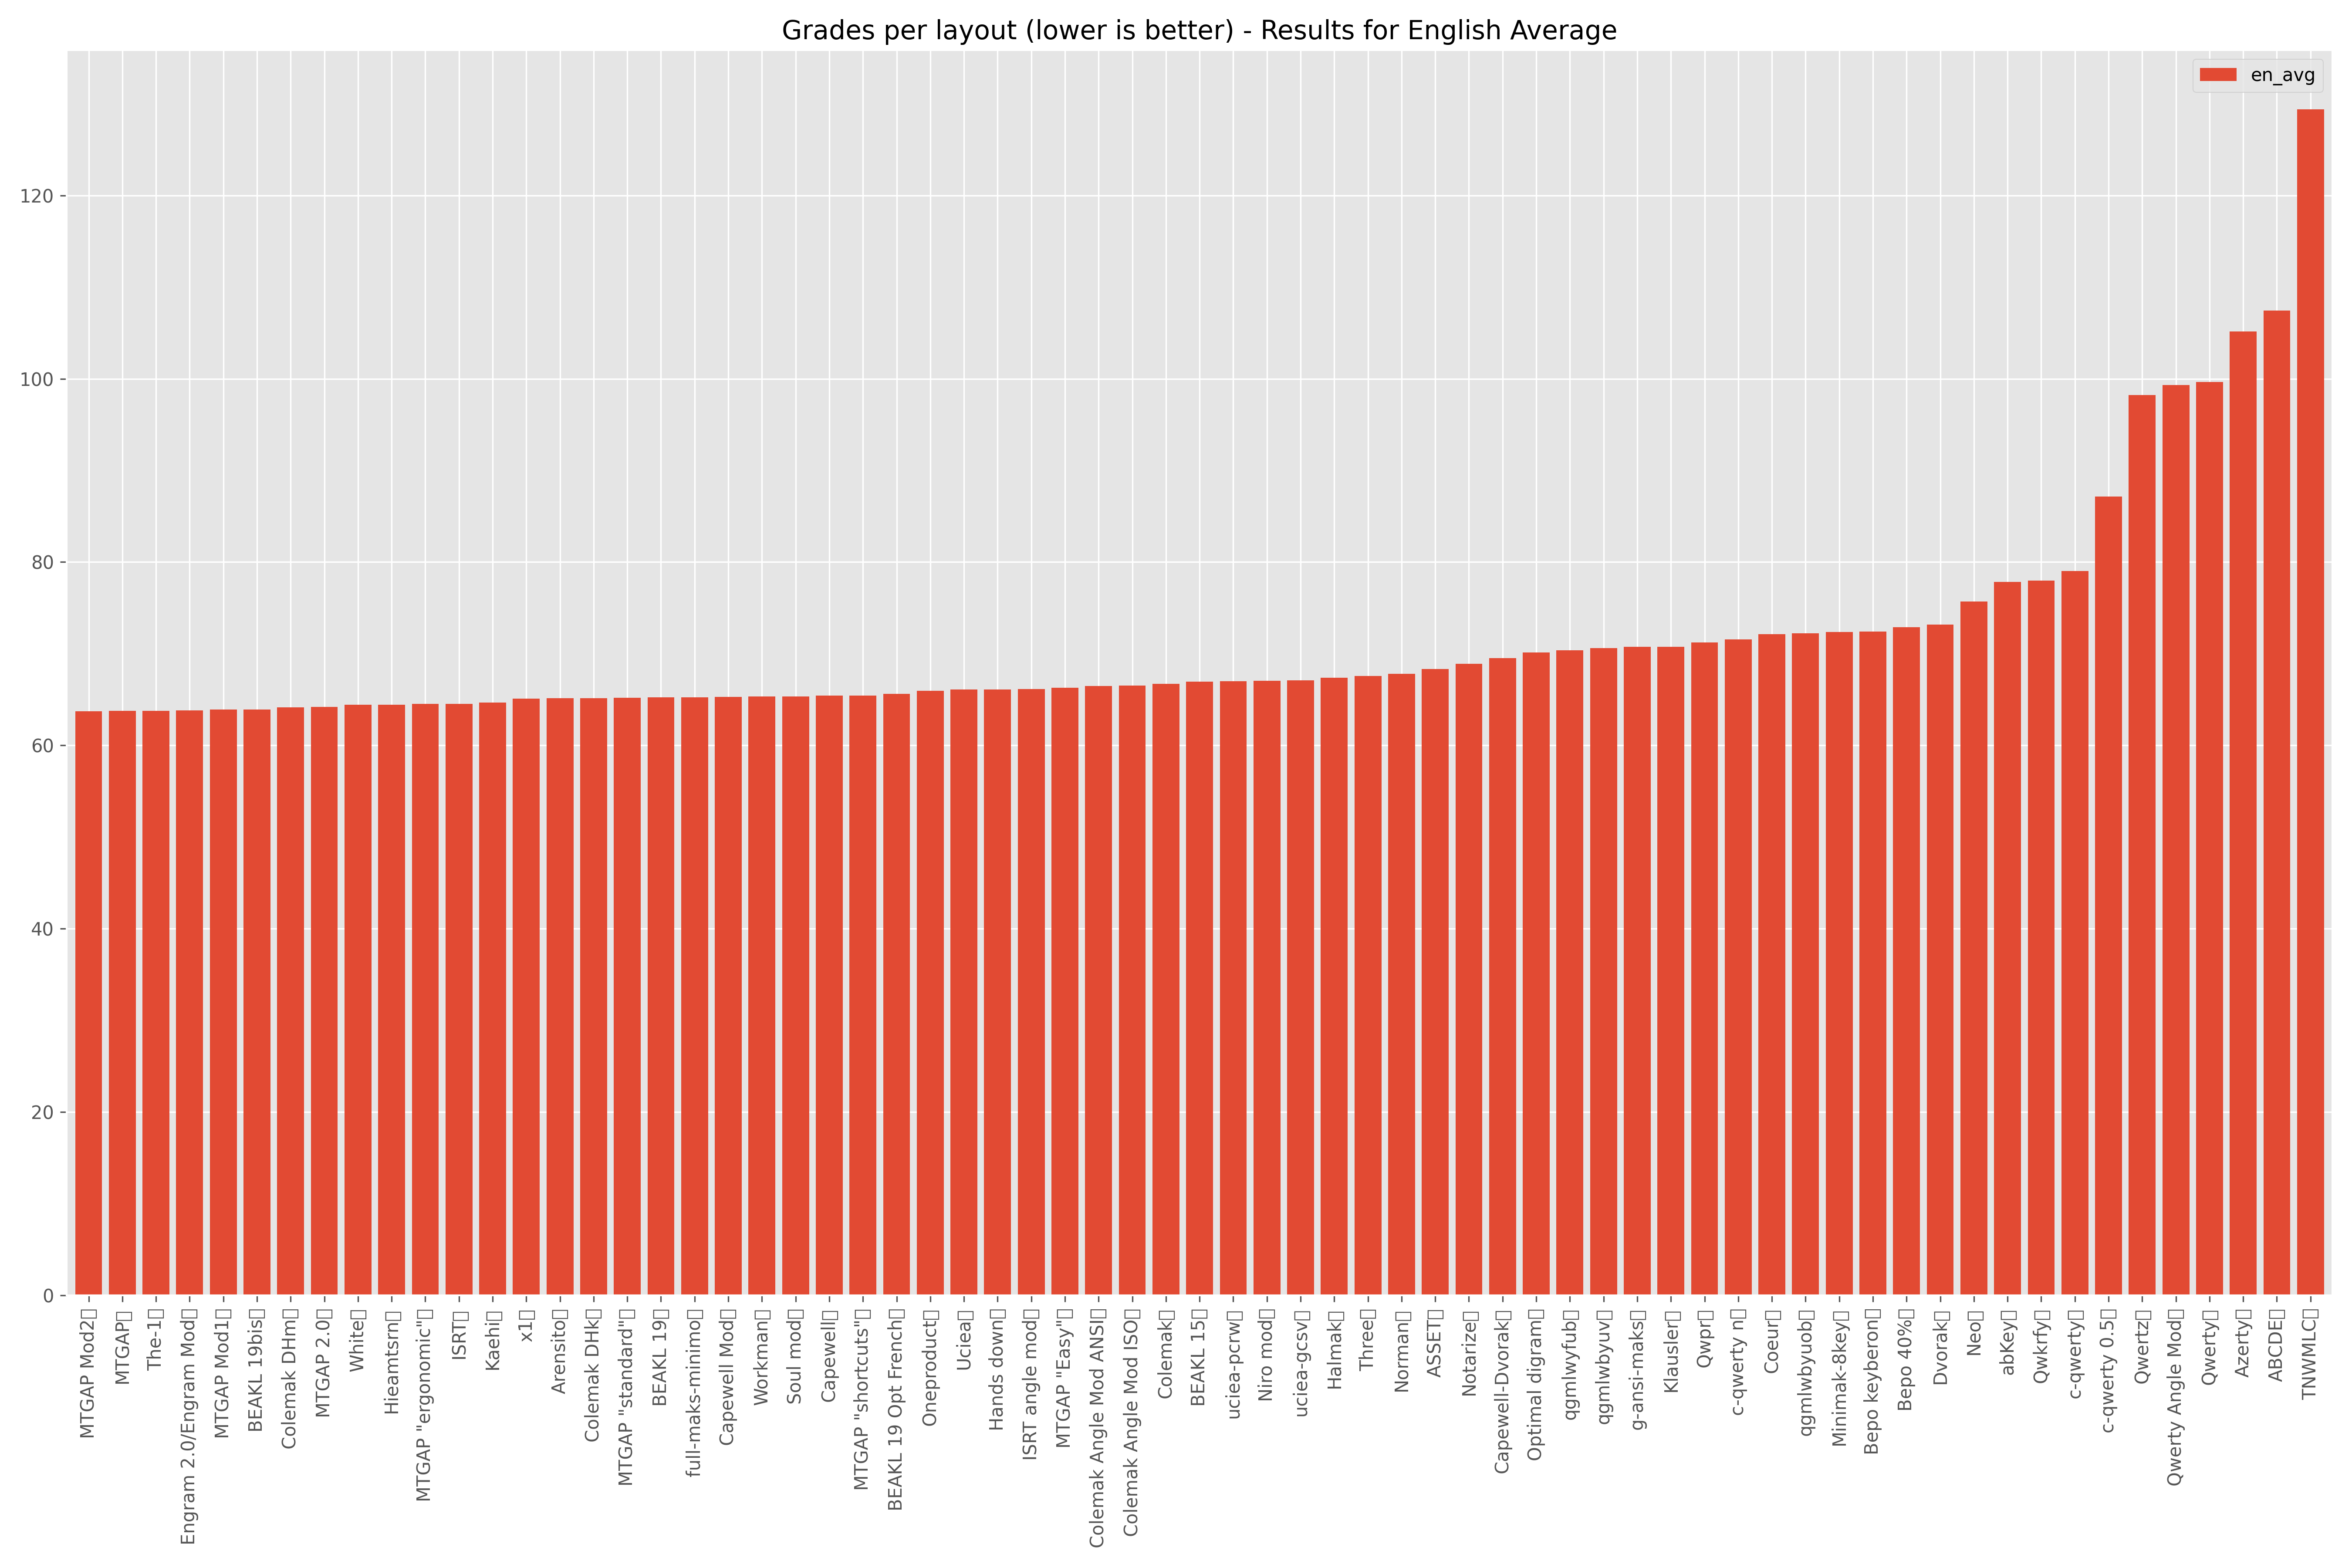 Grades per layout (lower is better) - Results for English Average
en_avg
120
100
80
60
40
20
0
MTGAP Mod2
MTGAP
The-1
Engram 2.0/Engram Mod
MTGAP Mod1
BEAKL 19bis
Colemak DHm
MTGAP 2.0
White
Hieamtsrn
MTGAP "ergonomic"
ISRT
Kaehi
x1
Arensito
Colemak DHk
MTGAP "standard"
BEAKL 19
full-maks-minimo
Capewell Mod
Workman
Soul mod
Capewell
MTGAP "shortcuts"
BEAKL 19 Opt French
Oneproduct
Uciea
Hands down
ISRT angle mod
MTGAP "Easy"
Colemak Angle Mod ANSI
Colemak Angle Mod ISO
Colemak
BEAKL 15
uciea-pcrw
Niro mod
uciea-gcsv
Halmak
Three
Norman
ASSET
Notarize
Capewell-Dvorak
Optimal digram
qgmlwyfub
qgmlwbyuv
g-ansi-maks
Klausler
Qwpr
c-qwerty n
Coeur
qgmlwbyuob
Minimak-8key
Bepo keyberon
Bepo 40%
Dvorak
Neo
abKey
Qwkrfy
c-qwerty
c-qwerty 0.5
Qwertz
Qwerty Angle Mod
Qwerty
Azerty
ABCDE
TNWMLC